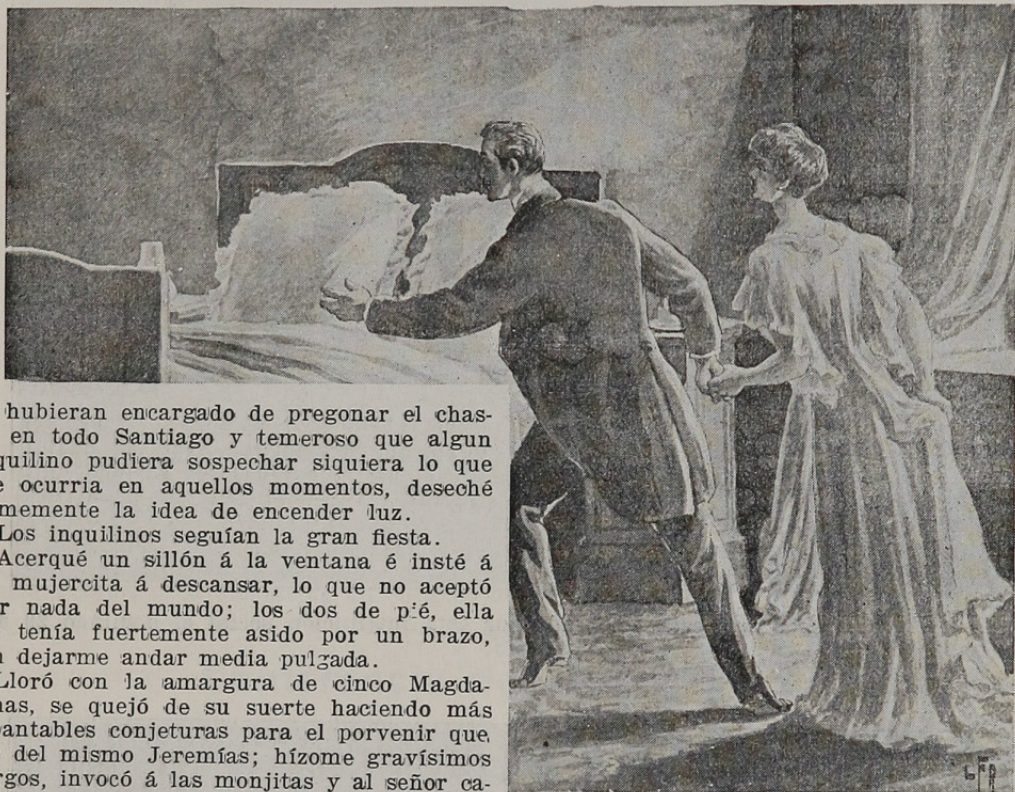 hubieran encargado de pregonar el chas-
en todo Santiago y temeroso que algun
quilino pudiera sospechar siquiera lo que
e ocurria en aquellos momentos, deseché
memente la idea de encender luz.
Los inquilinos seguían la gran fiesta.
Acerqué un sillón á la ventana é insté á
mujercita á descansar, lo que no aceptó
r nada del mundo; los dos de pié, ella
tenía fuertemente asido por un brazo,
n dejarme andar media pulgada.
Lloró con la amargura de cinco Magda-
nas, se quejó de su suerte haciendo más
pantables conjeturas para el porvenir que
del mismo Jeremías; hízome gravísimos
rgos, invocó á las monjitas y al señor ca-